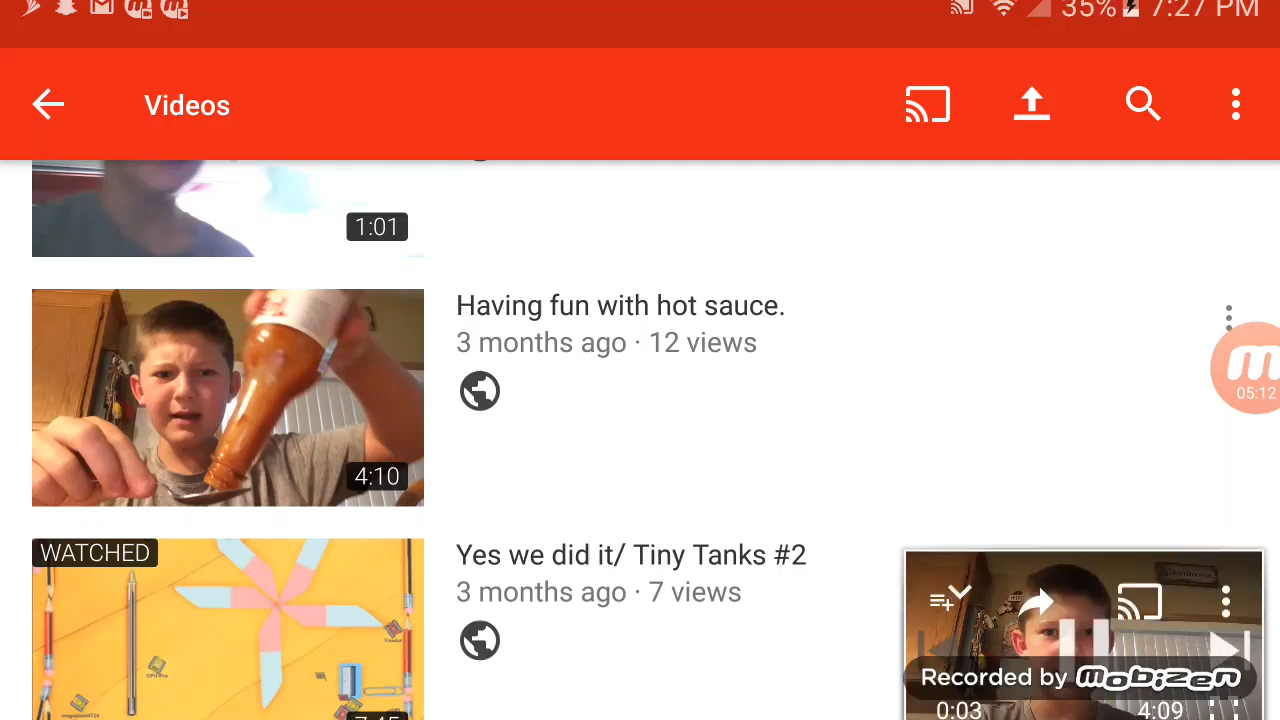 35% 7:27 PM
Videos
1:01
Having fun with hot sauce.
3 months ago · 12 views
05:12
4:10
WATCHED
Yes we did it/ Tiny Tanks #2
3 months ago · 7 views
Recorded by mobizen
0:03 4:09